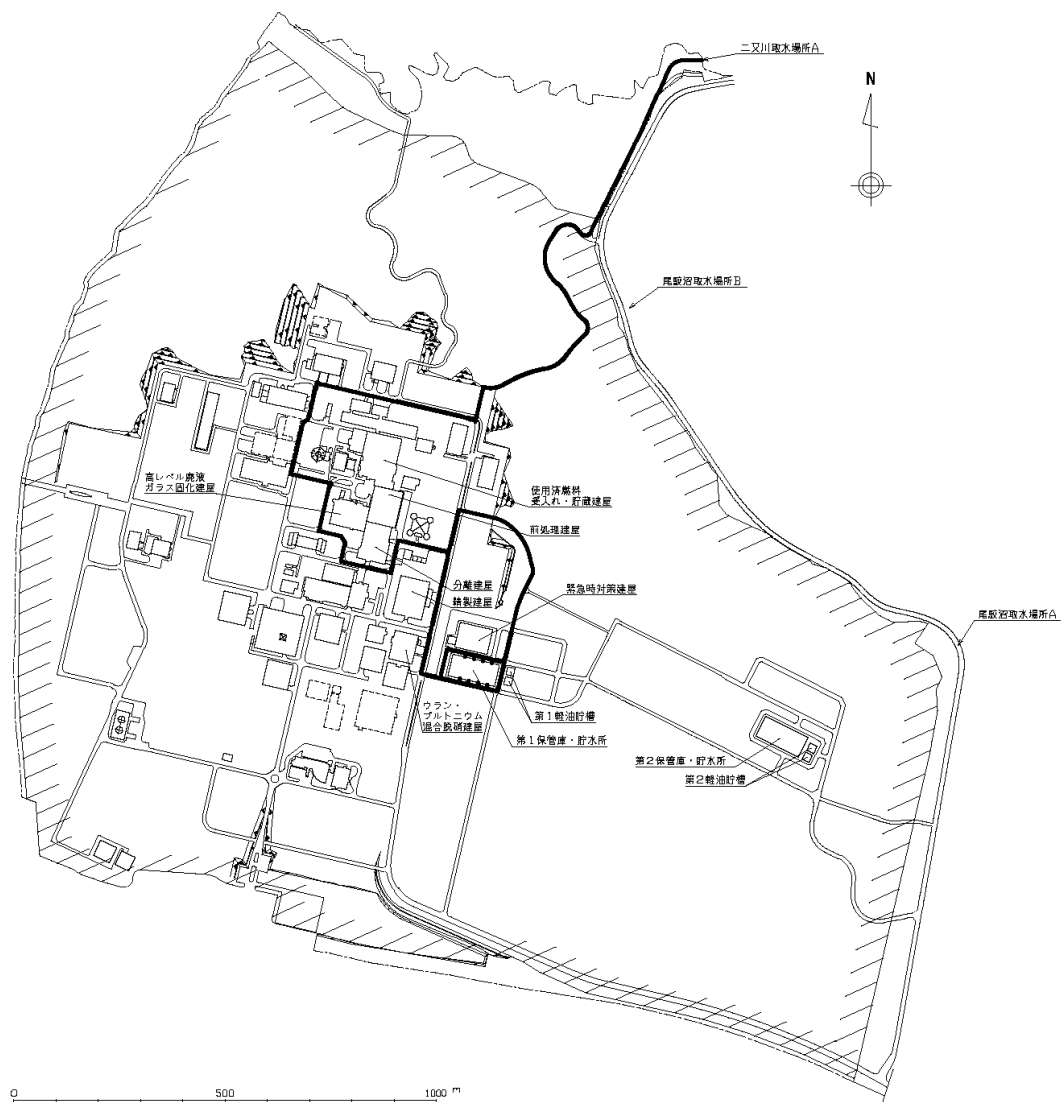 二又川取水場所A
N
尾駮沼取水場所B
高レベル廃液
ガラス固化建屋
使用済燃料
受入れ・貯蔵建屋
前処理建屋
分離建屋
精製建屋
緊急時対策建屋
尾駮沼取水場所A
ウラン・
プルトニウム
混合脱硝建屋
第1軽油貯槽
第1保管庫・貯水所
第2保管庫・貯水所
第2軽油貯槽
0 500 1000 m